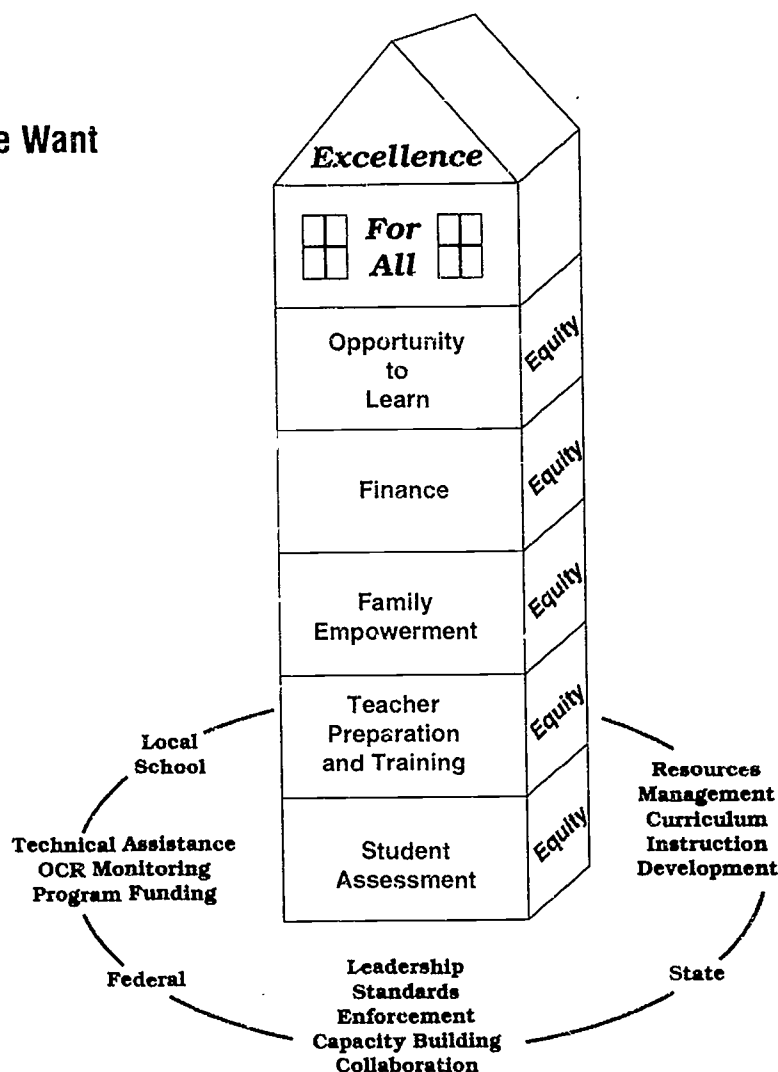 e Want
Excellence
For
All
Opportunity
to
Learn
Equity
Finance
Equity
Family
Empowerment
Equity
Teacher
Preparation
and Training
Equity
Student
Assessment
Equity
Local
School
Technical Assistance
OCR Monitoring
Program Funding
Federal
Leadership
Standards
Enforcement
Capacity Building
Collaboration
State
Resources
Management
Curriculum
Instruction
Development